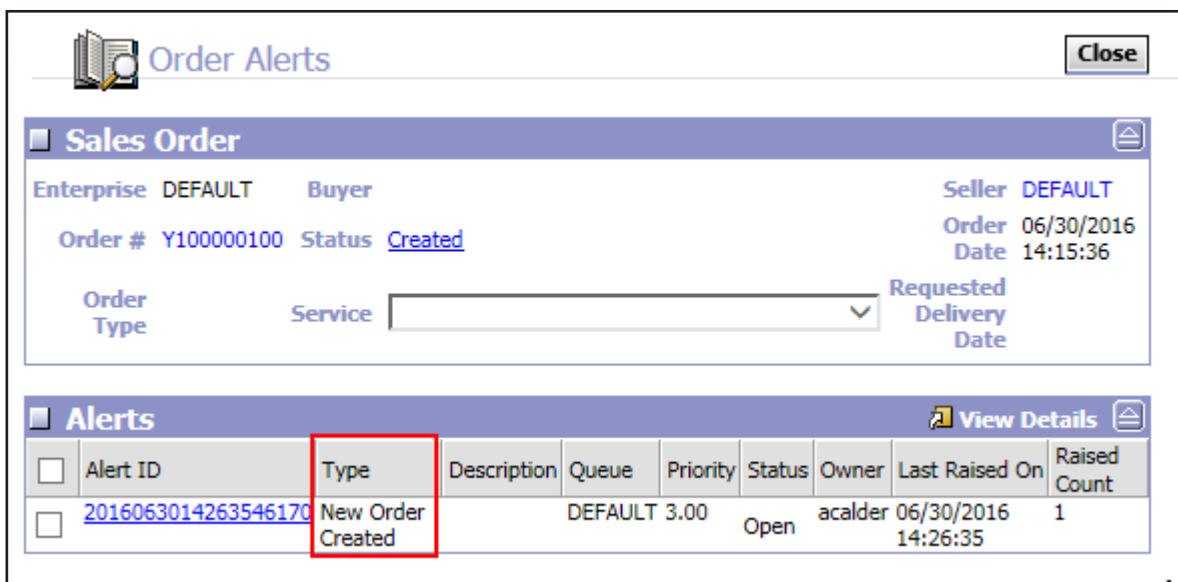 Order Alerts
Close
Sales Order
Enterprise DEFAULT Buyer Seller DEFAULT
Order # Y100000100 Status Created Order Date 06/30/2016 14:15:36
Order Type Service Requested Delivery Date
Alerts View Details
Alert ID Type Description Queue Priority Status Owner Last Raised On Raised Count
2016063014263546170 New Order Created DEFAULT 3.00 Open acalder 06/30/2016 14:26:35 1